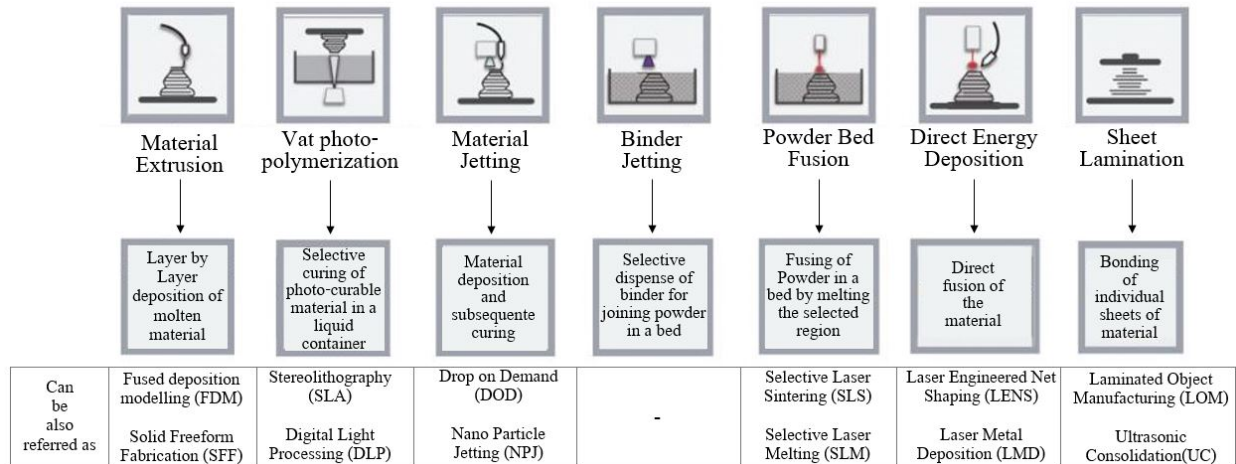 Material
Extrusion
Vat photo-
polymerization
Material
Jetting
Binder
Jetting
Powder Bed
Fusion
Direct Energy
Deposition
Sheet
Lamination
Layer by
Layer
deposition of
molten
material
Selective
curing of
photo-curable
material in a
liquid
container
Material
deposition
and
subsequente
curing
Selective
dispense of
binder for
joining powder
in a bed
Fusing of
Powder in a
bed by melting
the selected
region
Direct
fusion of
the
material
Bonding
of
individual
sheets of
material
Can
be
also
referred as
Fused deposition
modelling (FDM)
Solid Freeform
Fabrication (SFF)
Stereolithography
(SLA)
Digital Light
Processing (DLP)
Drop on Demand
(DOD)
Nano Particle
Jetting (NPJ)
-
Selective Laser
Sintering (SLS)
Selective Laser
Melting (SLM)
Laser Engineered Net
Shaping (LENS)
Laser Metal
Deposition (LMD)
Laminated Object
Manufacturing (LOM)
Ultrasonic
Consolidation(UC)